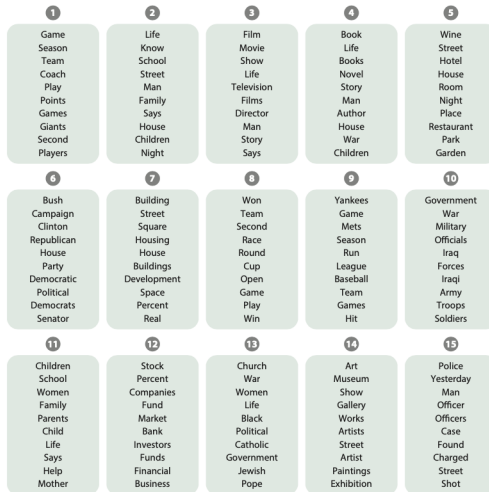 1
Game
Season
Team
Coach
Play
Points
Games
Giants
Second
Players
2
Life
Know
School
Street
Man
Family
Says
House
Children
Night
3
Film
Movie
Show
Life
Television
Films
Director
Man
Story
Says
4
Book
Life
Books
Novel
Story
Man
Author
House
War
Children
5
Wine
Street
Hotel
House
Room
Night
Place
Restaurant
Park
Garden
6
Bush
Campaign
Clinton
Republican
House
Party
Democratic
Political
Democrats
Senator
7
Building
Street
Square
Housing
House
Buildings
Development
Space
Percent
Real
8
Won
Team
Second
Race
Round
Cup
Open
Game
Play
Win
9
Yankees
Game
Mets
Season
Run
League
Baseball
Team
Games
Hit
10
Government
War
Military
Officials
Iraq
Forces
Iraqi
Army
Troops
Soldiers
11
Children
School
Women
Family
Parents
Child
Life
Says
Help
Mother
12
Stock
Percent
Companies
Fund
Market
Bank
Investors
Funds
Financial
Business
13
Church
War
Women
Life
Black
Political
Catholic
Government
Jewish
Pope
14
Art
Museum
Show
Gallery
Works
Artists
Street
Artist
Paintings
Exhibition
15
Police
Yesterday
Man
Officer
Officers
Case
Found
Charged
Street
Shot